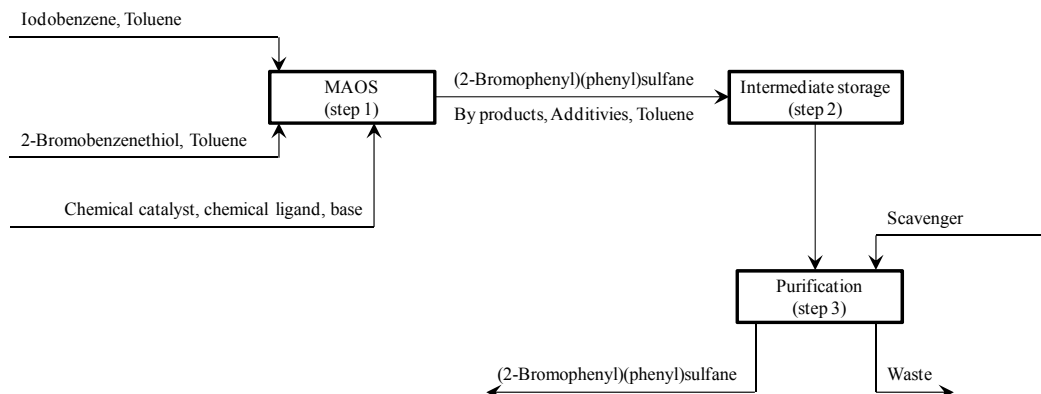 Iodobenzene, Toluene
MAOS
(step 1)
(2-Bromophenyl)(phenyl)sulfane
By products, Additivies, Toluene
Intermediate storage
(step 2)
2-Bromobenzenethiol, Toluene
Chemical catalyst, chemical ligand, base
Scavenger
Purification
(step 3)
(2-Bromophenyl)(phenyl)sulfane
Waste